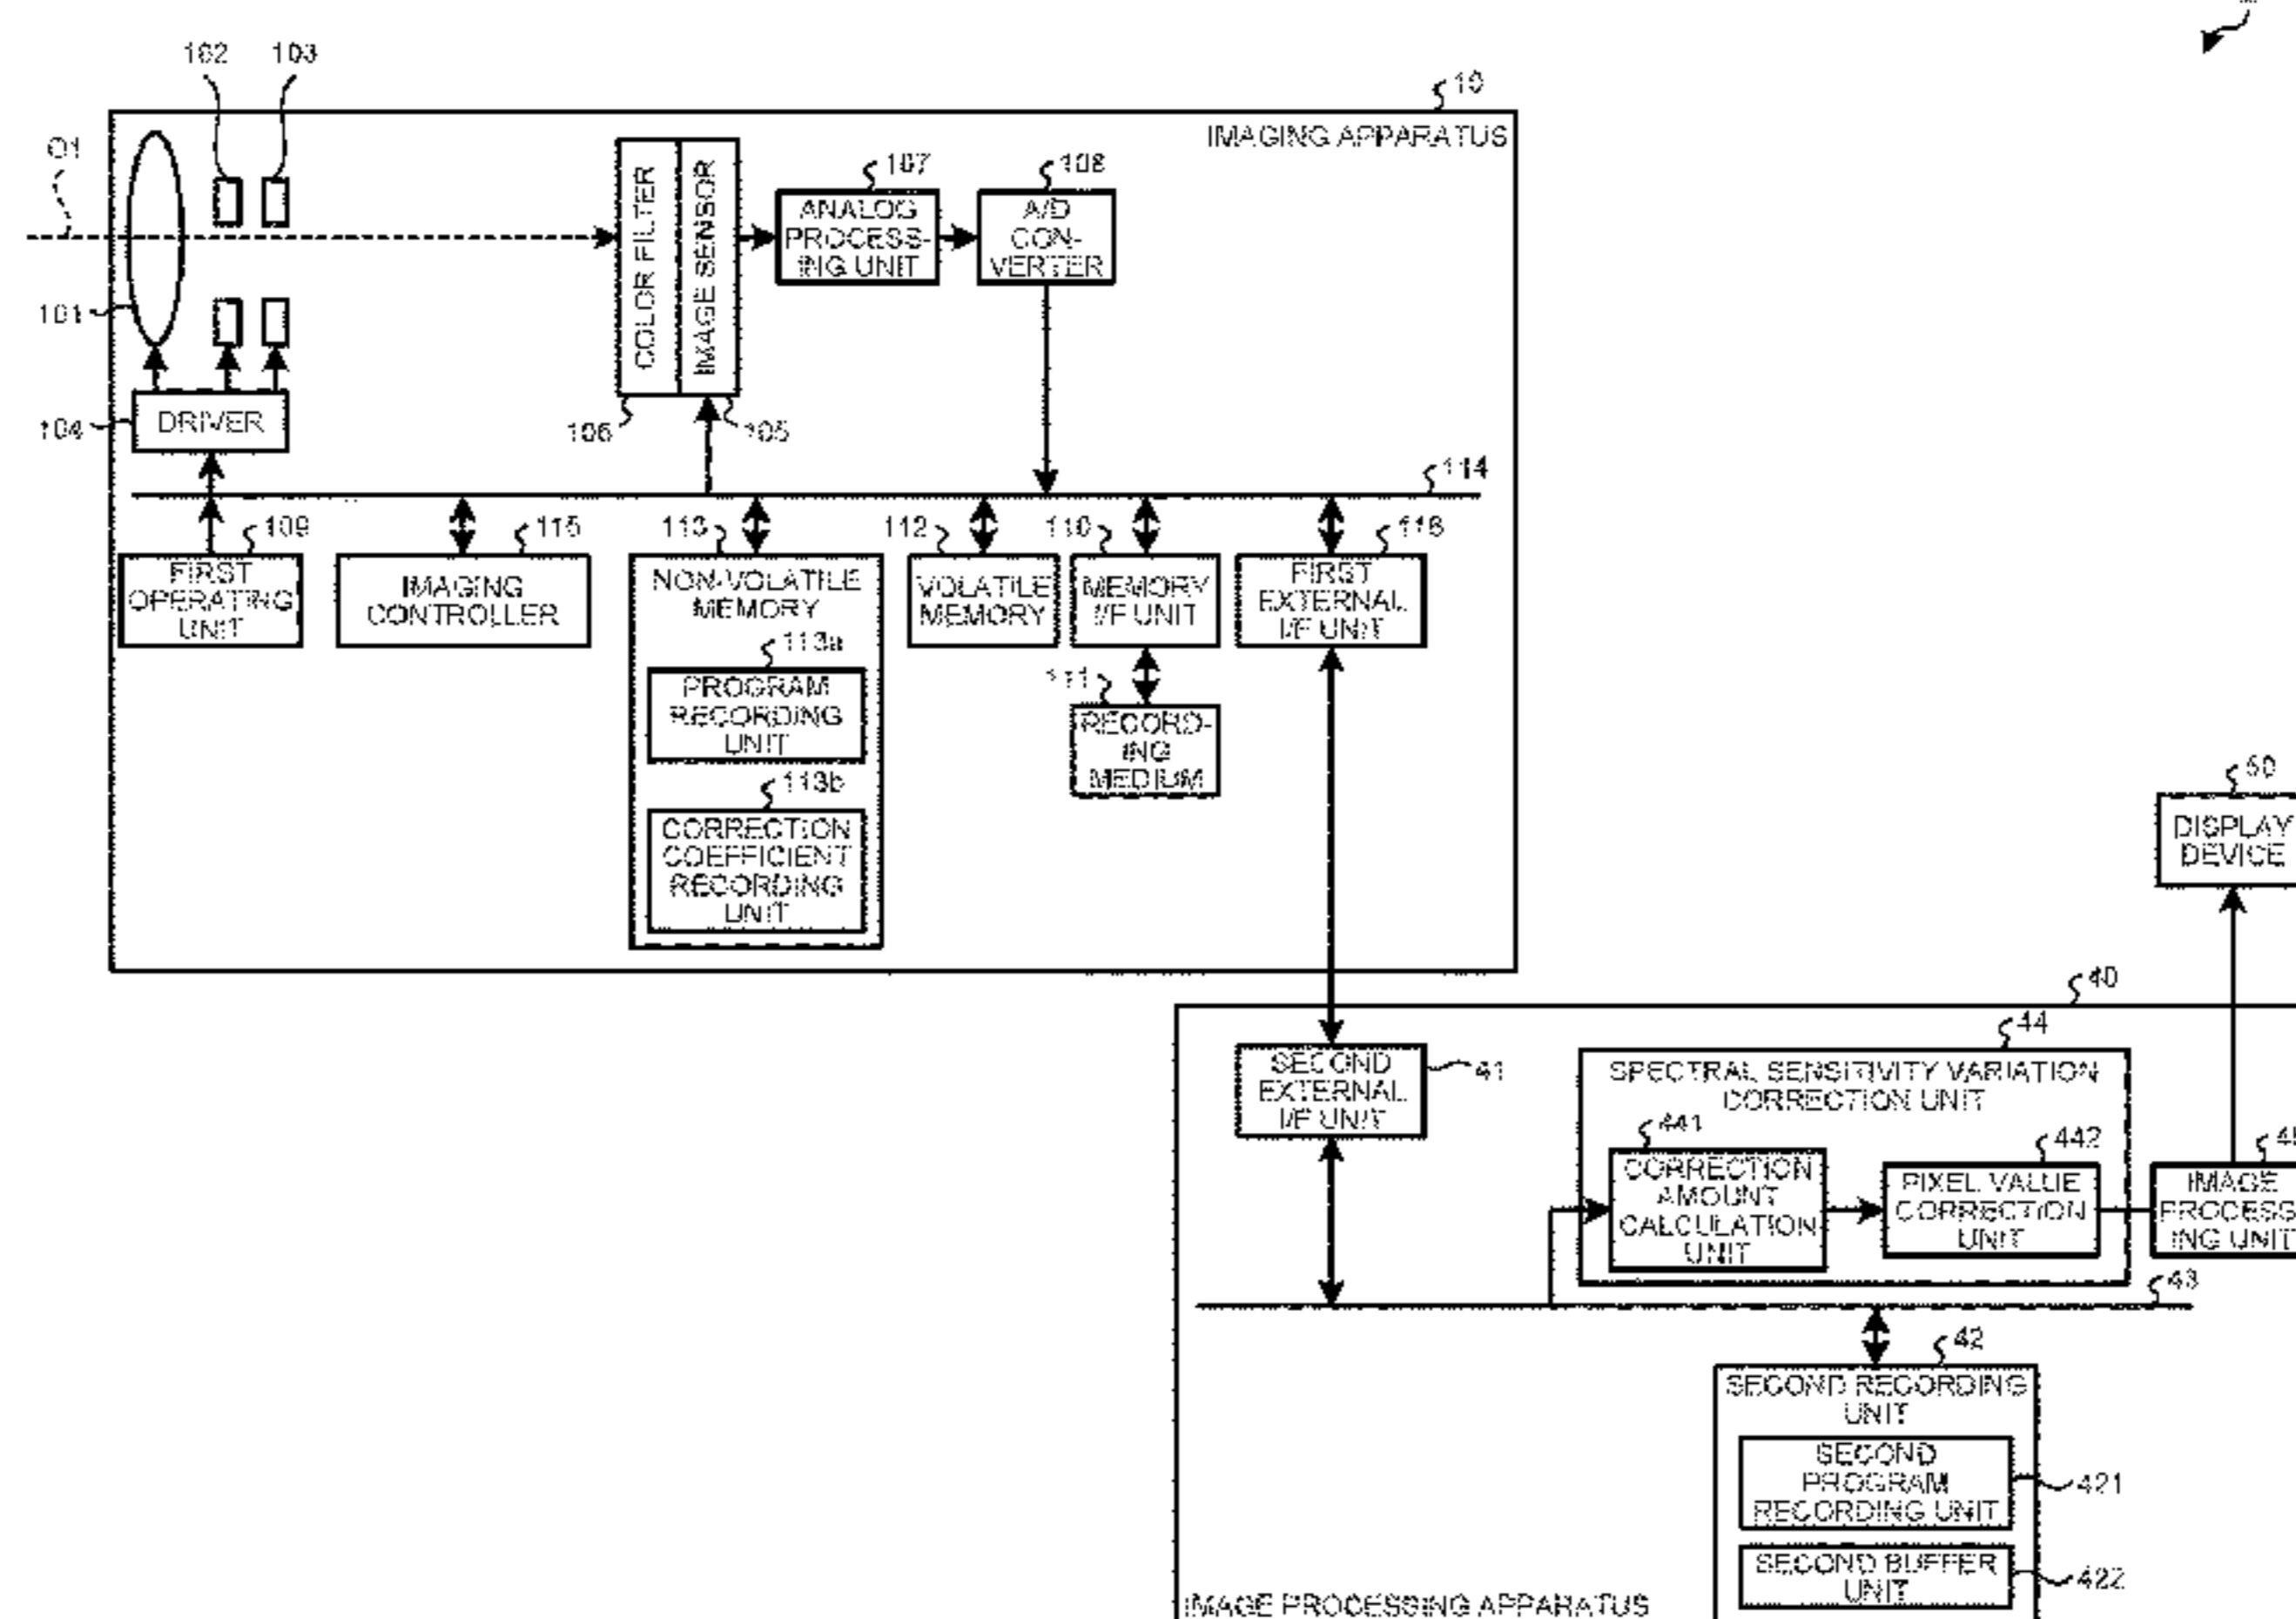 102 103
10
IMAGING APPARATUS
O1
107
108
COLOR FILTER
IMAGE SENSOR
ANALOG
PROCESS-
ING UNIT
A/D
CON-
VERTER
101
DRIVER
104
106
105
114
109
115
113
112
110
116
FIRST
OPERATING
UNIT
IMAGING
CONTROLLER
NON-VOLATILE
MEMORY
VOLATILE
MEMORY
MEMORY
I/F UNIT
FIRST
EXTERNAL
I/F UNIT
113a
PROGRAM
RECORDING
UNIT
111
RECORD-
ING
MEDIUM
113b
CORRECTION
COEFFICIENT
RECORDING
UNIT
50
DISPLAY
DEVICE
40
44
SECOND
EXTERNAL
I/F UNIT
41
SPECTRAL SENSITIVITY VARIATION
CORRECTION UNIT
441
442
CORRECTION
AMOUNT
CALCULATION
UNIT
PIXEL VALUE
CORRECTION
UNIT
IMAGE
PROCESS-
ING UNIT
43
42
SECOND RECORDING
UNIT
SECOND
PROGRAM
RECORDING UNIT
421
SECOND BUFFER
UNIT
422
IMAGE PROCESSING APPARATUS